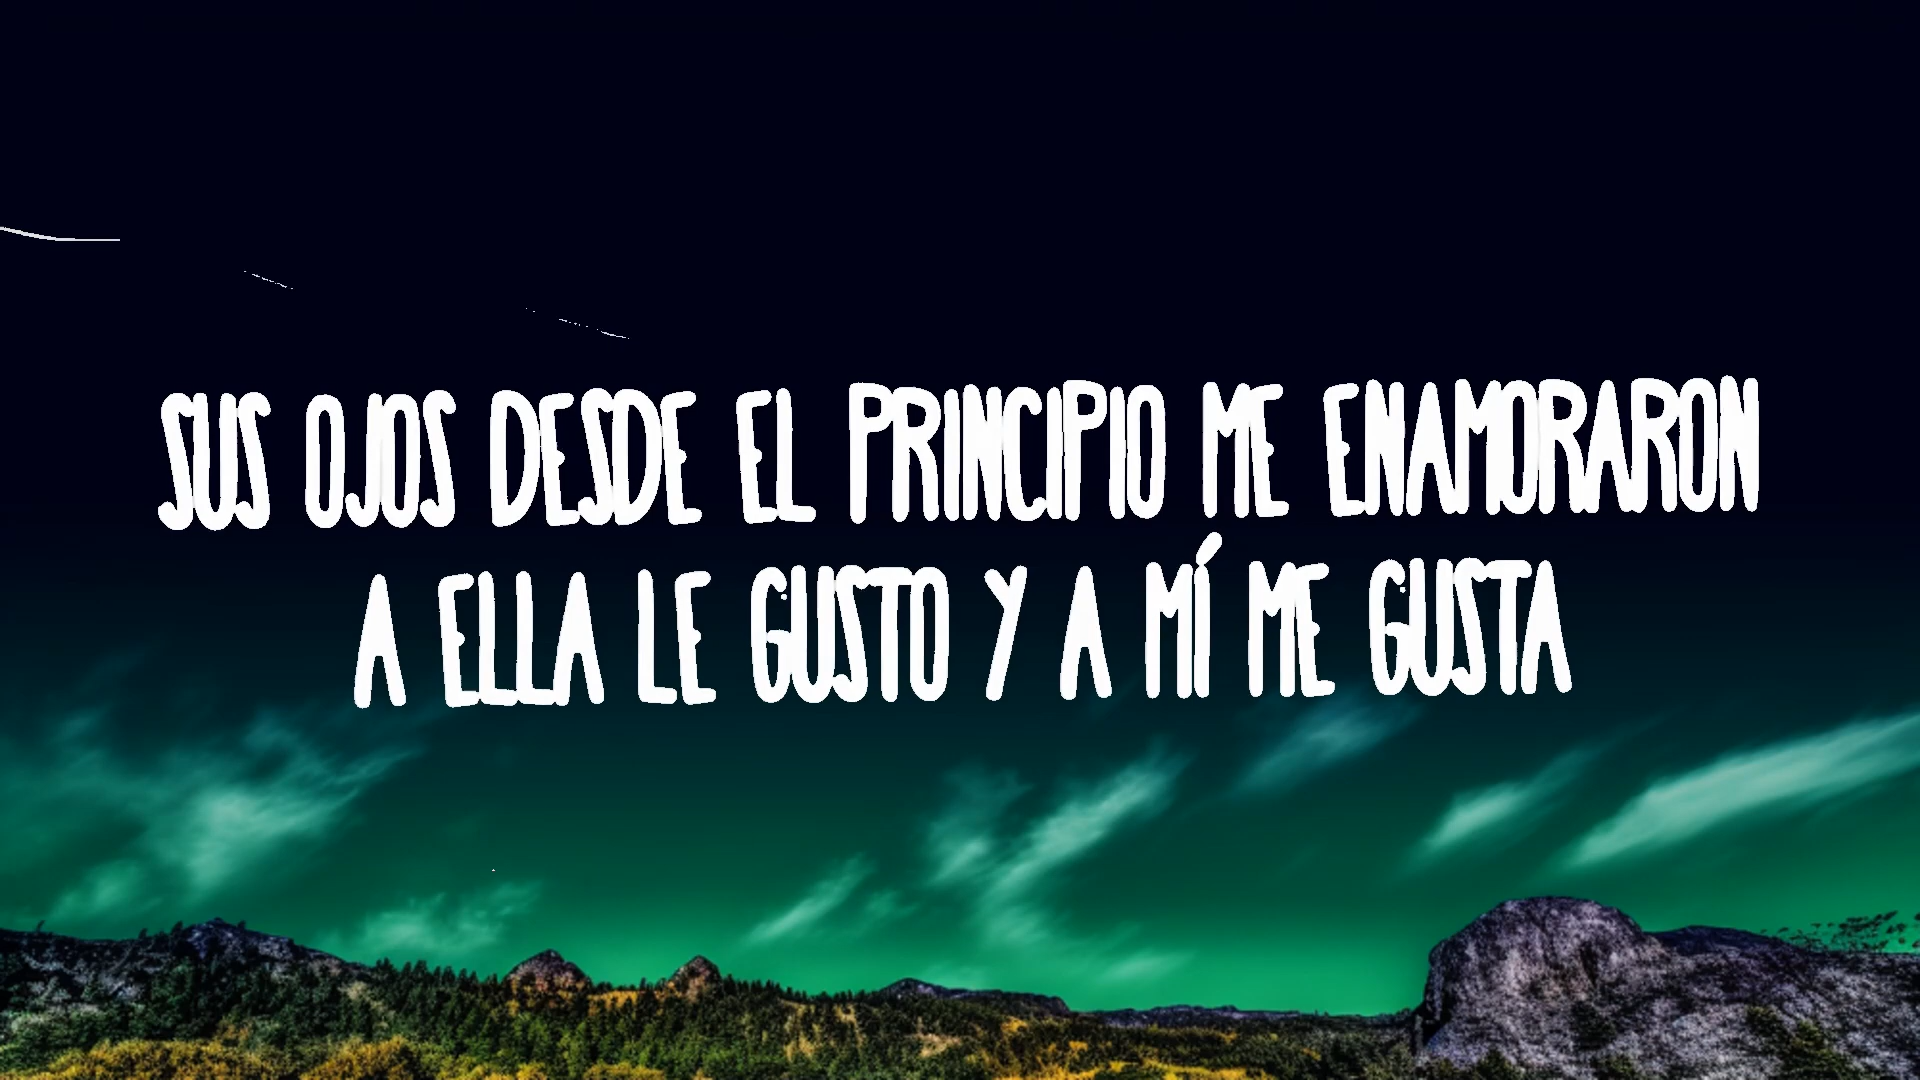 SUS OJOS DESDE EL PRINCIPIO ME ENAMORARON
A ELLA LE GUSTO Y A MÍ ME GUSTA